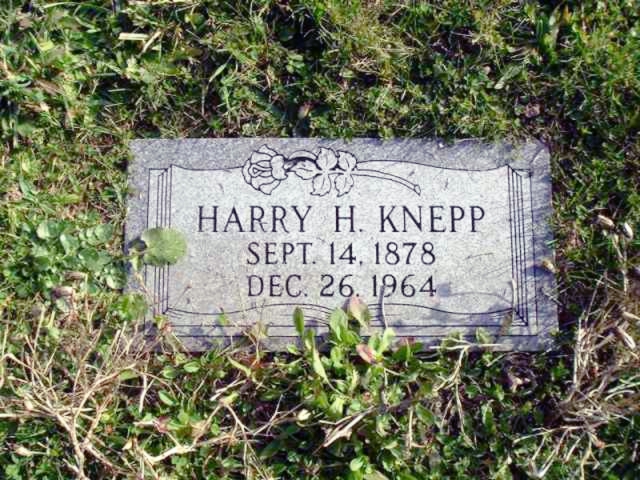 HARRY H. KNEPP
SEPT. 14, 1878
DEC. 26, 1964